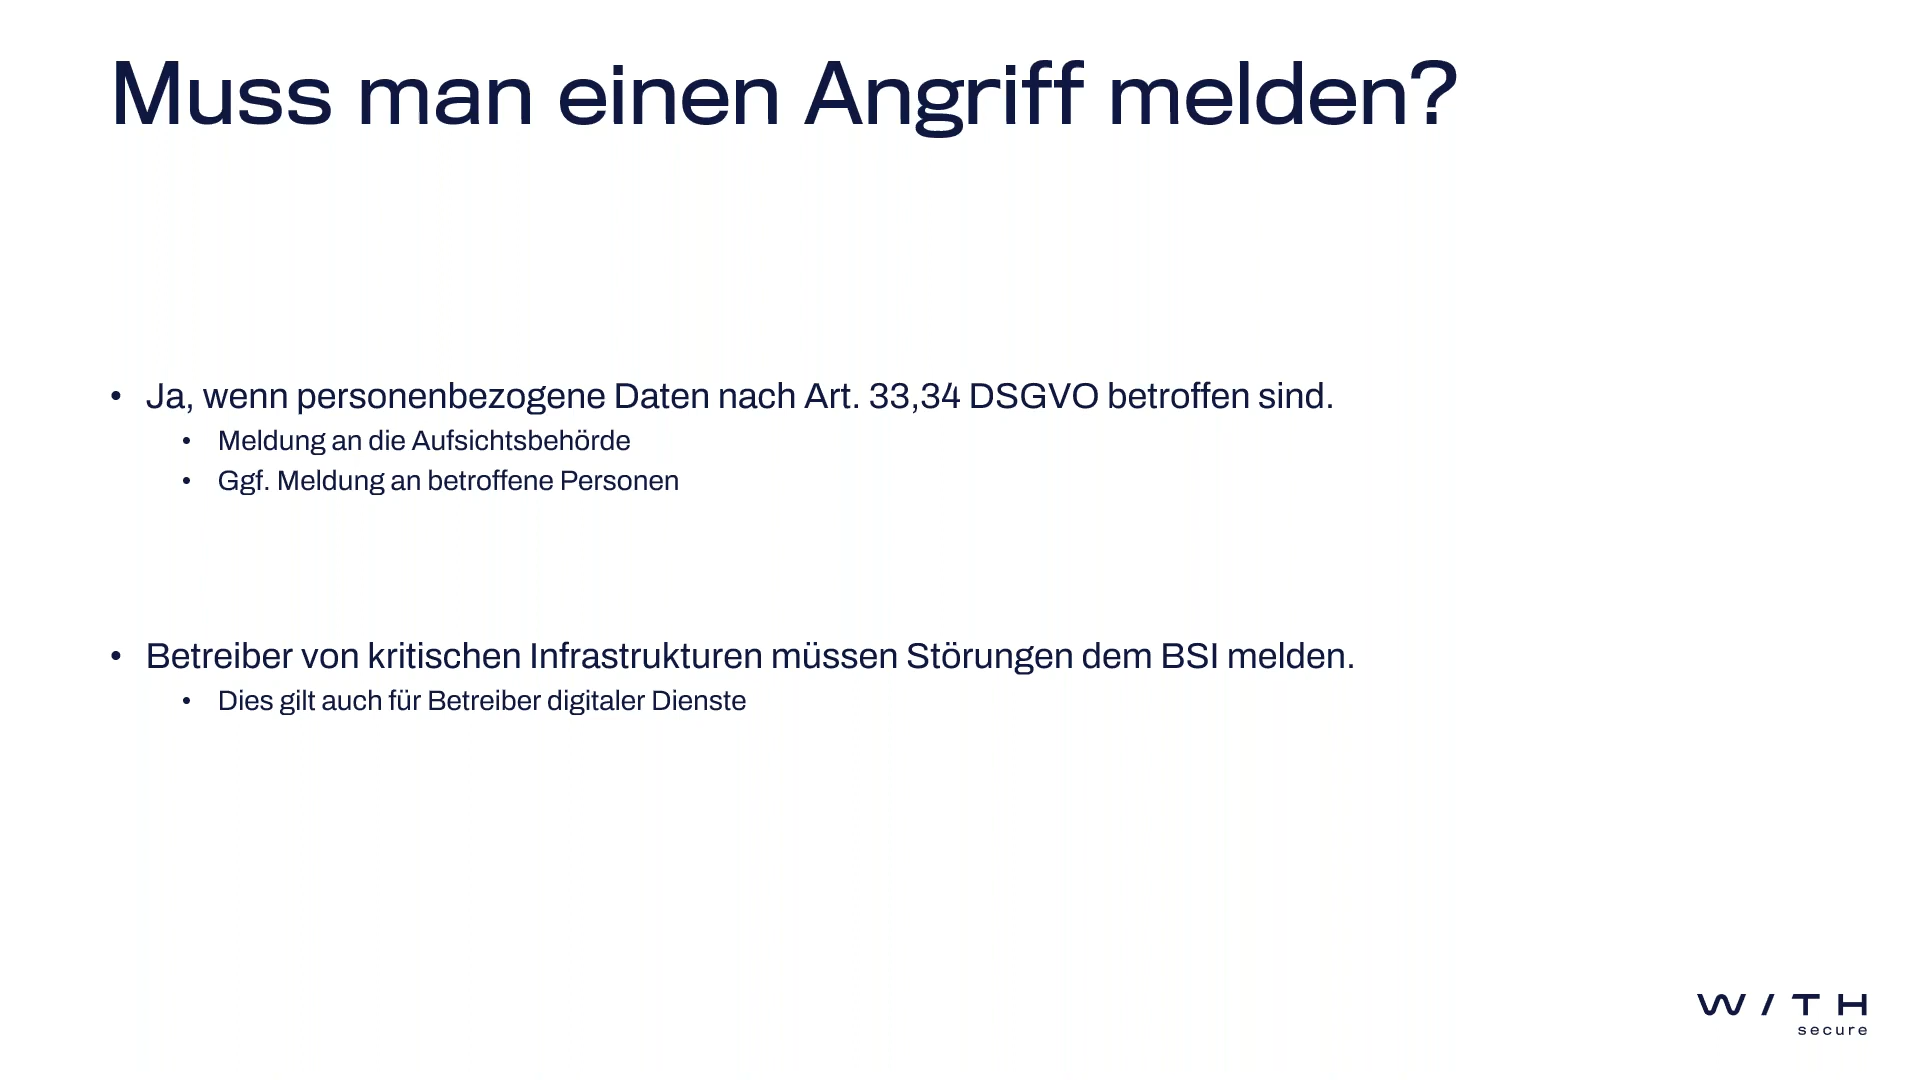 Muss man einen Angriff melden?
• Ja, wenn personenbezogene Daten nach Art. 33,34 DSGVO betroffen sind.
• Meldung an die Aufsichtsbehörde
• Ggf. Meldung an betroffene Personen
• Betreiber von kritischen Infrastrukturen müssen Störungen dem BSI melden.
• Dies gilt auch für Betreiber digitaler Dienste
W / T H
secure